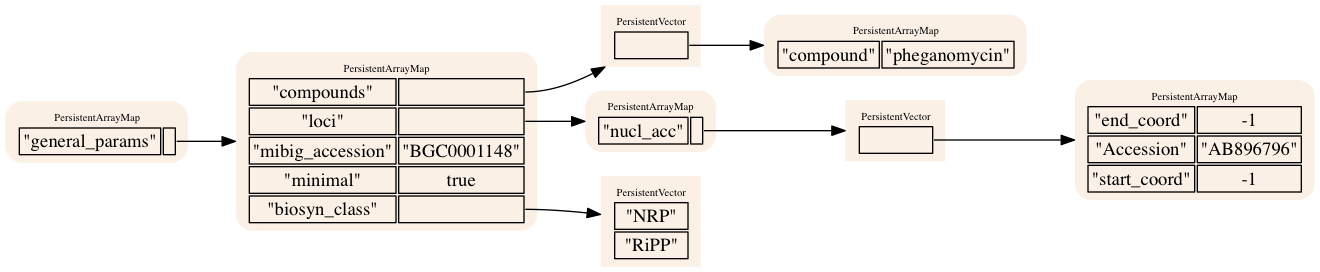 PersistentArrayMap
"general_params"
PersistentArrayMap
"compounds"
"loci"
"mibig_accession" "BGC0001148"
"minimal" true
"biosyn_class"
PersistentVector
PersistentArrayMap
"compound" "pheganomycin"
PersistentArrayMap
"nucl_acc"
PersistentVector
PersistentArrayMap
"end_coord" -1
"Accession" "AB896796"
"start_coord" -1
PersistentVector
"NRP"
"RiPP"